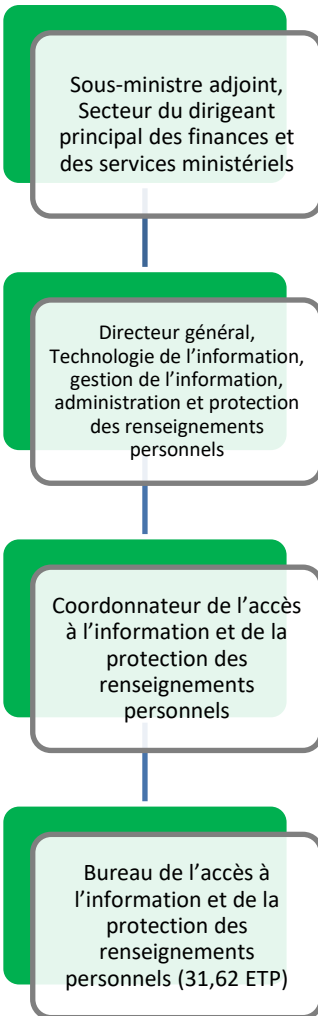 Sous-ministre adjoint,
Secteur du dirigeant
principal des finances et
des services ministériels
Directeur général,
Technologie de l’information,
gestion de l’information,
administration et protection
des renseignements
personnels
Coordonnateur de l’accès
à l’information et de la
protection des
renseignements
personnels
Bureau de l’accès à
l’information et de la
protection des
renseignements
personnels (31,62 ETP)